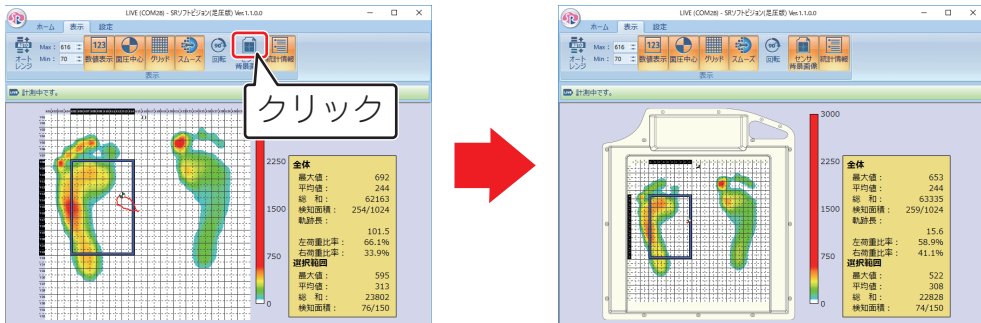 LIVE (COM28) - SRソフトビジョン(足圧版) Ver.1.1.0.0
ホーム 表示 設定
オート
レンジ
Max： 616
Min： 70
123
数値表示 面圧中心 グリッド スムーズ
90°
回転
センサ
背景画
統計情報
表示
LIVE 計測中です。
クリック
2250
1500
750
0
全体
最大値： 692
平均値： 244
総 和： 62163
検知面積： 254/1024
軌跡長：
101.5
左荷重比率： 66.1%
右荷重比率： 33.9%
選択範囲
最大値： 595
平均値： 313
総 和： 23802
検知面積： 76/150
LIVE (COM28) - SRソフトビジョン(足圧版) Ver.1.1.0.0
ホーム 表示 設定
オート
レンジ
Max： 616
Min： 70
123
数値表示 面圧中心 グリッド スムーズ
90°
回転
センサ
背景画像
統計情報
表示
LIVE 計測中です。
3000
2250
1500
750
0
全体
最大値： 653
平均値： 244
総 和： 63335
検知面積： 259/1024
軌跡長：
15.6
左荷重比率： 58.9%
右荷重比率： 41.1%
選択範囲
最大値： 522
平均値： 308
総 和： 22828
検知面積： 74/150